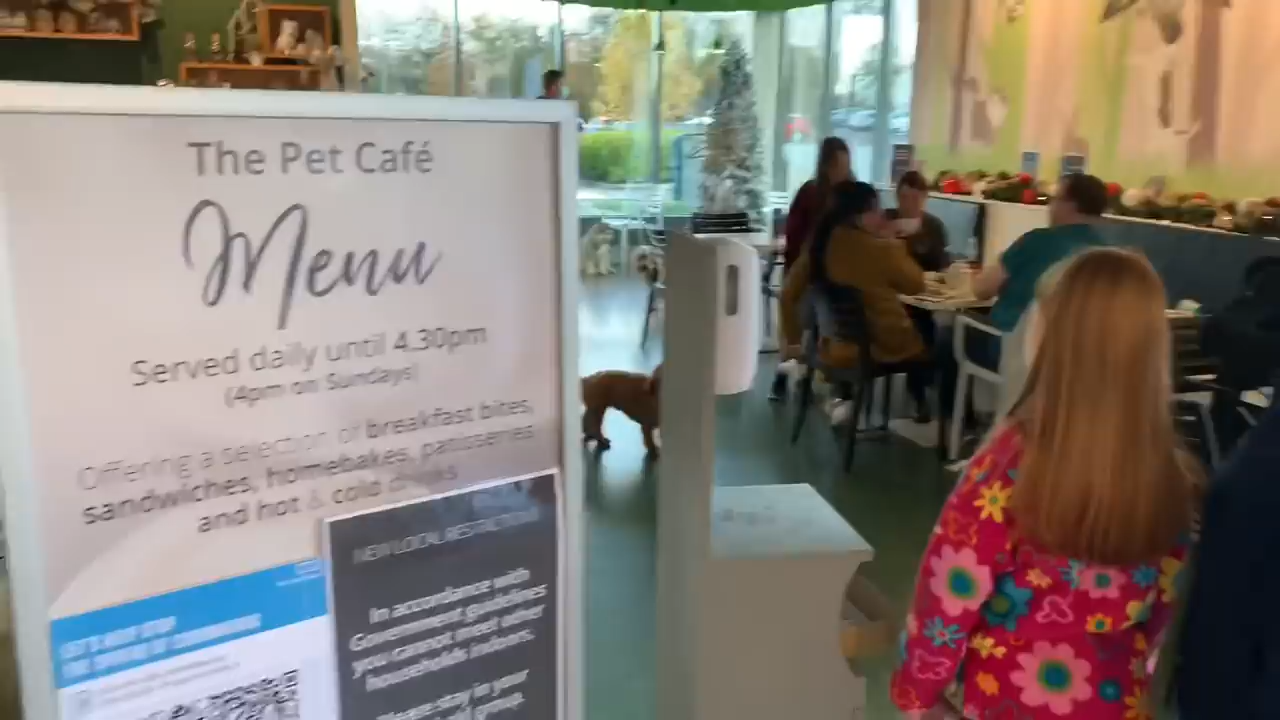 The Pet Café
Menu
Served daily until 4.30pm
(4pm on Sundays)
Offering a selection of breakfast bites,
sandwiches, homebakes, patisseries
and hot & cold drinks
NEW LOCAL RESTRICTIONS
In accordance with
Government guidelines
you cannot meet other
households indoors.
Please stay in your
group.